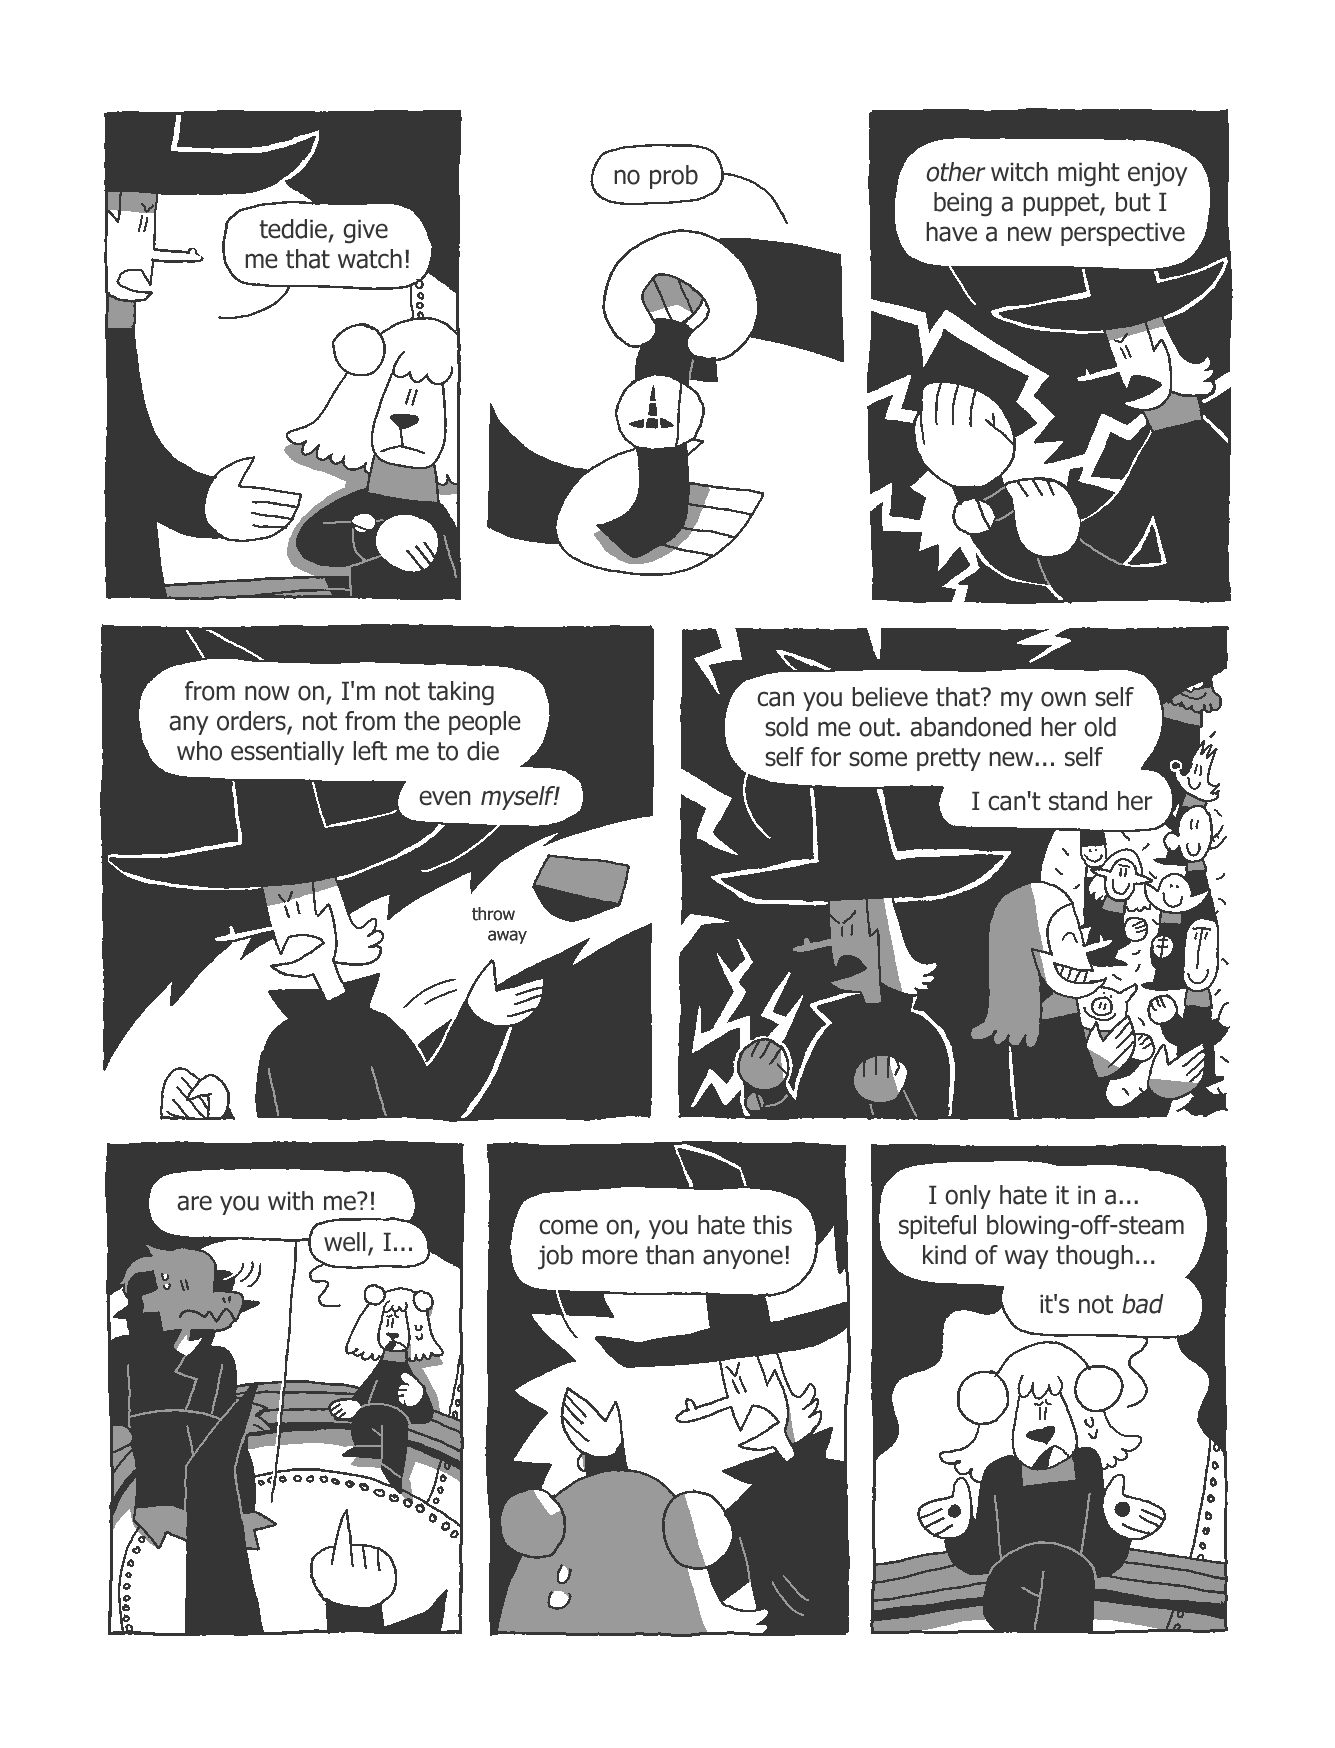 teddie, give
me that watch!
no prob
other witch might enjoy
being a puppet, but I
have a new perspective
from now on, I'm not taking
any orders, not from the people
who essentially left me to die
even myself!
throw
away
can you believe that? my own self
sold me out. abandoned her old
self for some pretty new... self
I can't stand her
are you with me?!
well, I...
come on, you hate this
job more than anyone!
I only hate it in a...
spiteful blowing-off-steam
kind of way though...
it's not bad